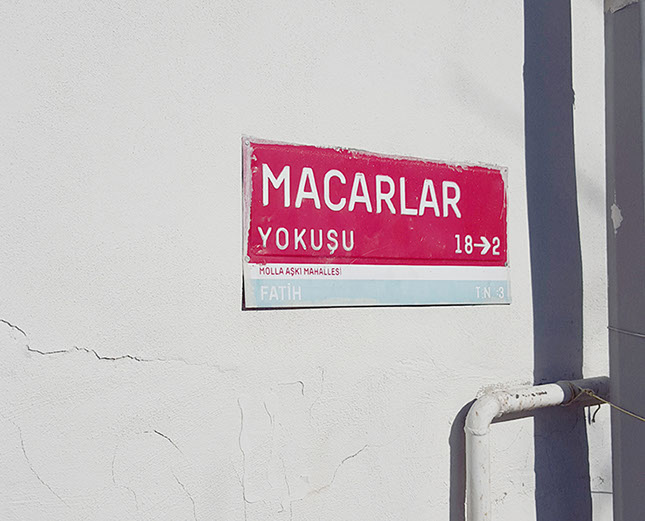 MACARLAR
YOKUŞU 18→2
MOLLA AŞKI MAHALLESİ
FATİH T.N. 3